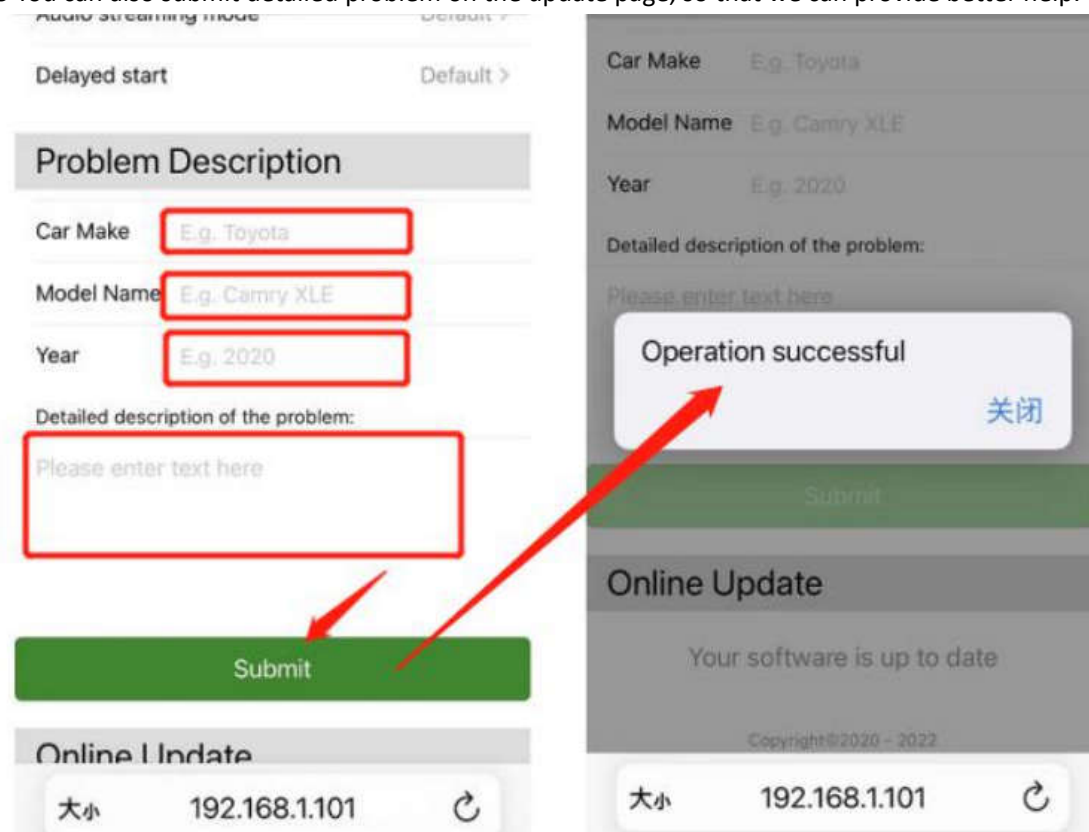 You can also submit detailed problem on the update page, so that we can provide better help.
Audio streaming mode Default >
Delayed start Default >
Problem Description
Car Make E.g. Toyota
Model Name E.g. Camry XLE
Year E.g. 2020
Detailed description of the problem:
Please enter text here
Submit
Online Update
大小 192.168.1.101
Car Make E.g. Toyota
Model Name E.g. Camry XLE
Year E.g. 2020
Detailed description of the problem:
Please enter text here
Operation successful
关闭
Submit
Online Update
Your software is up to date
Copyright©2020 - 2022
大小 192.168.1.101